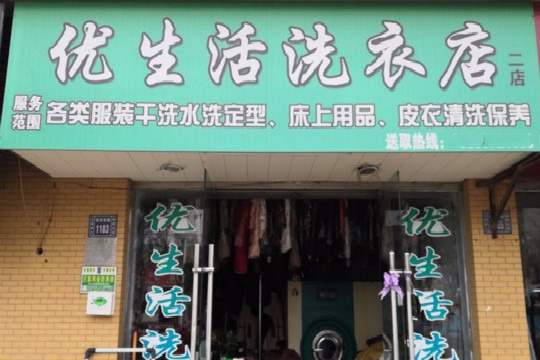 优生活洗衣店
二店
服务范围
各类服装干洗水洗定型、床上用品、皮衣清洗保养
送取热线：
1103
优生活洗
优生活洗